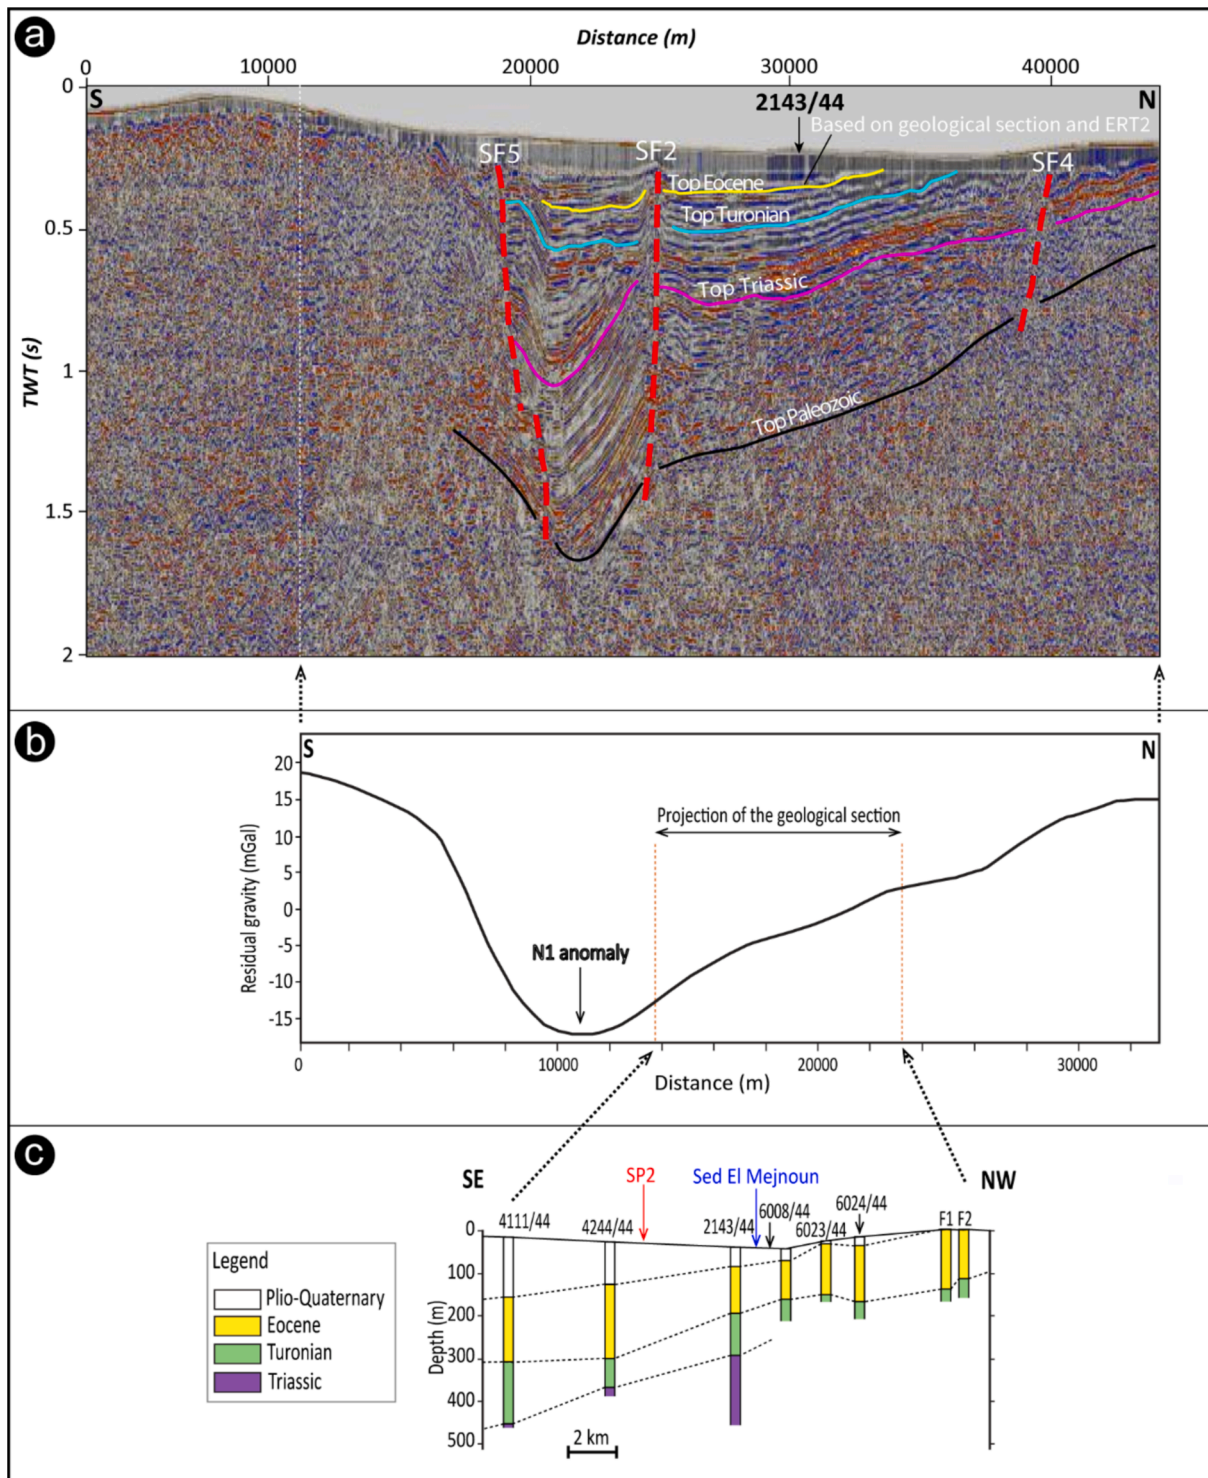 a
Distance (m)
0 10000 20000 30000 40000
0
S
2143/44
N
Based on geological section and ERT2
SF5
SF2
SF4
Top Eocene
Top Turonian
0.5
Top Triassic
TWT (s)
1
Top Paleozoic
1.5
2
b
S
N
20
15
10
5
0
-5
-10
-15
Residual gravity (mGal)
Projection of the geological section
N1 anomaly
0 10000 20000 30000
Distance (m)
c
SE
SP2
Sed El Mejnoun
NW
4111/44
4244/44
2143/44
6008/44
6023/44
6024/44
F1 F2
0
100
200
300
400
500
Depth (m)
2 km
Legend
Plio-Quaternary
Eocene
Turonian
Triassic